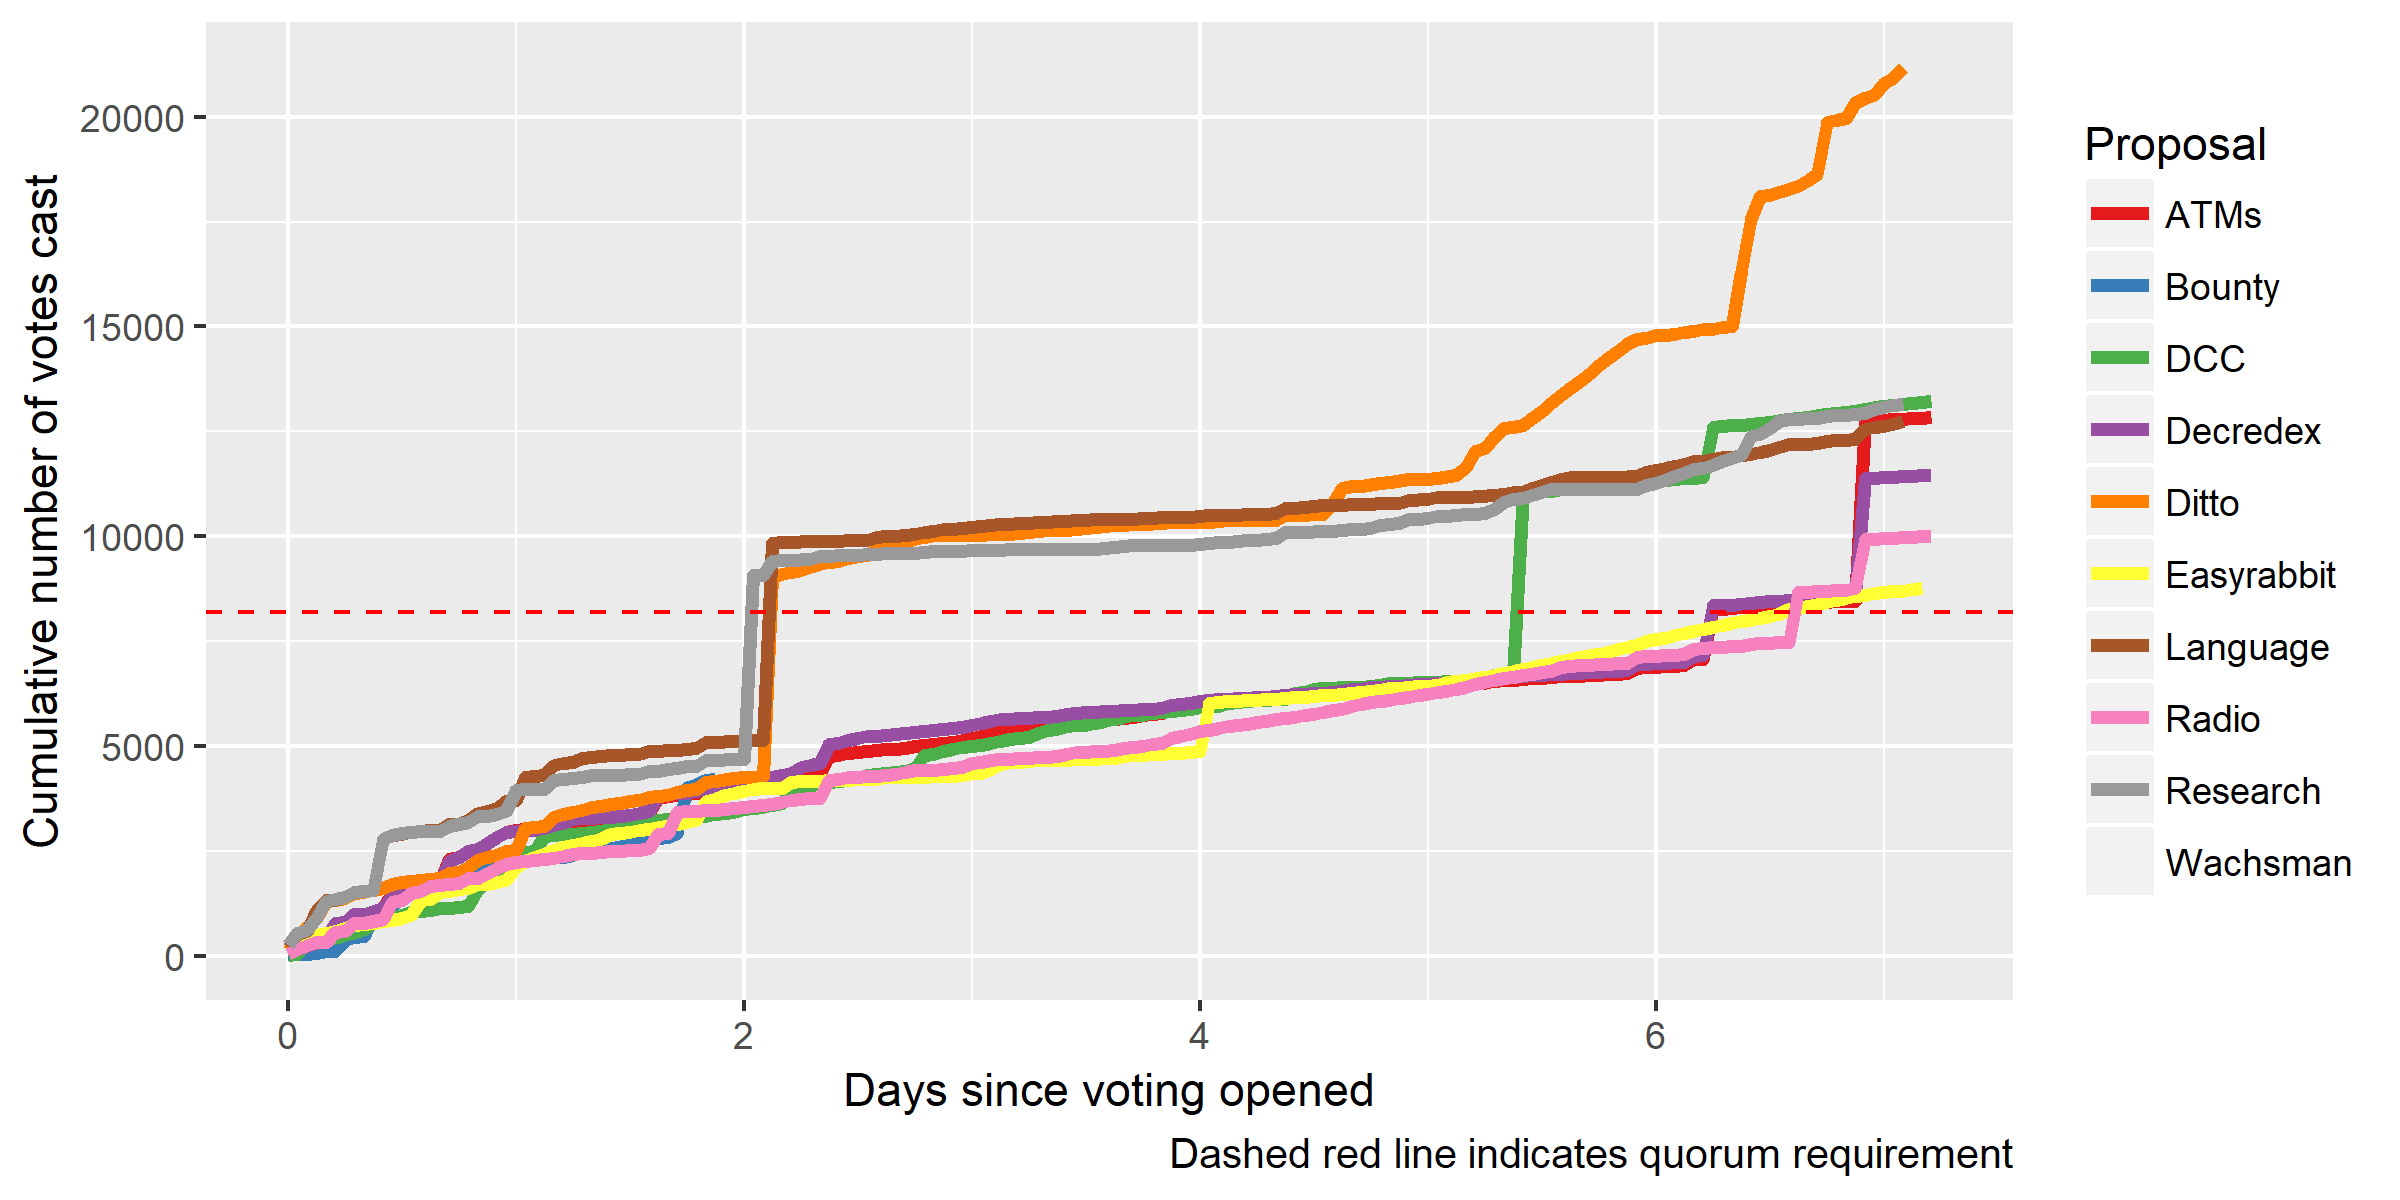 Cumulative number of votes cast
20000
15000
10000
5000
0
0 2 4 6
Days since voting opened
Dashed red line indicates quorum requirement
Proposal
ATMs
Bounty
DCC
Decredex
Ditto
Easyrabbit
Language
Radio
Research
Wachsman